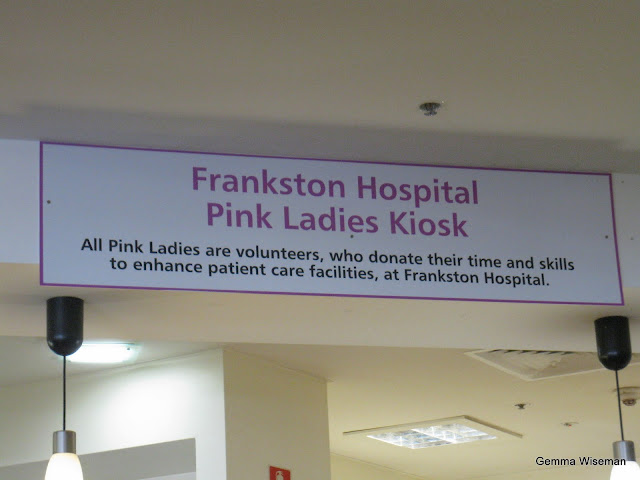 Frankston Hospital
Pink Ladies Kiosk
All Pink Ladies are volunteers, who donate their time and skills
to enhance patient care facilities, at Frankston Hospital.
Gemma Wiseman